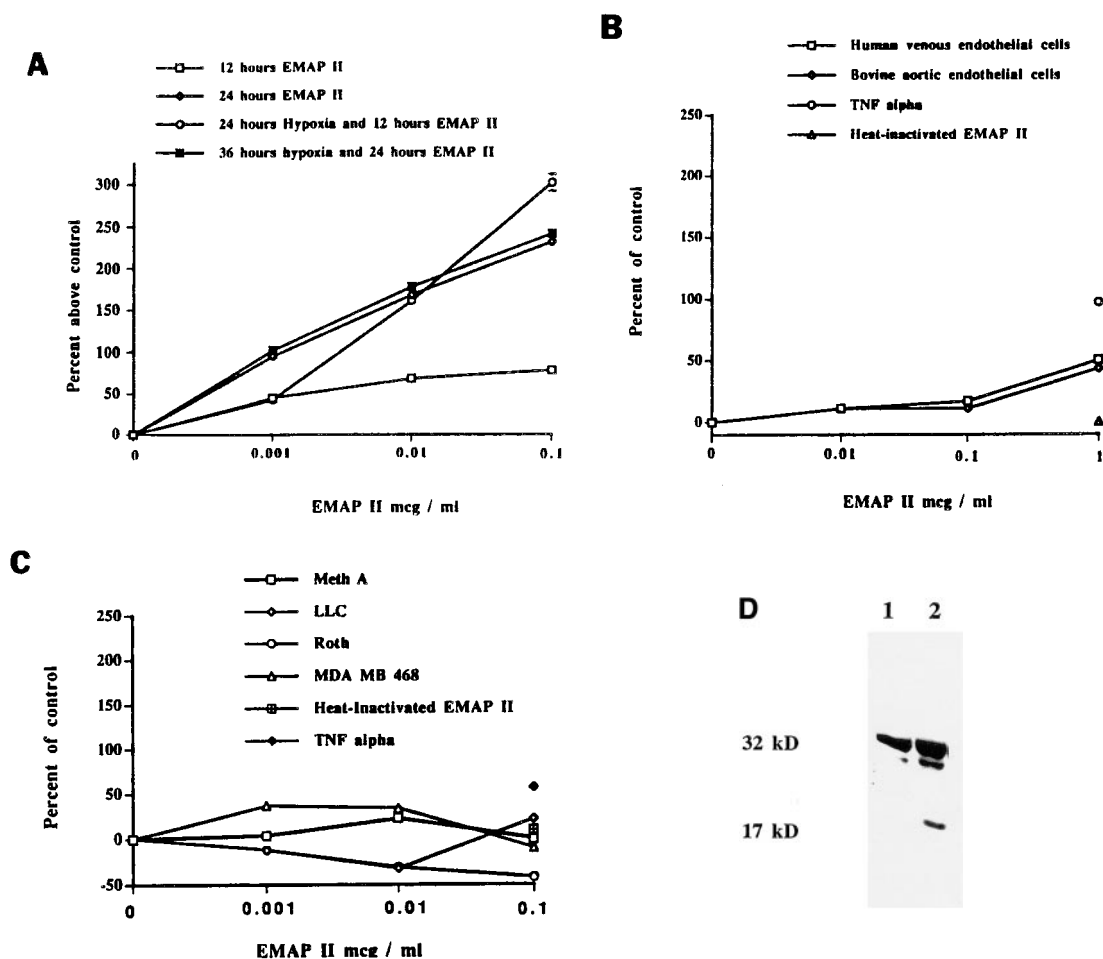 A
12 hours EMAP II
24 hours EMAP II
24 hours Hypoxia and 12 hours EMAP II
36 hours hypoxia and 24 hours EMAP II
Percent above control
300
250
200
150
100
50
0
0 0.001 0.01 0.1
EMAP II mcg / ml
B
Human venous endothelial cells
Bovine aortic endothelial cells
TNF alpha
Heat-inactivated EMAP II
Percent of control
250
200
150
100
50
0
0 0.01 0.1 1
EMAP II mcg / ml
C
Meth A
LLC
Roth
MDA MB 468
Heat-Inactivated EMAP II
TNF alpha
Percent of control
250
200
150
100
50
0
-50
0 0.001 0.01 0.1
EMAP II mcg / ml
D
1 2
32 kD
17 kD